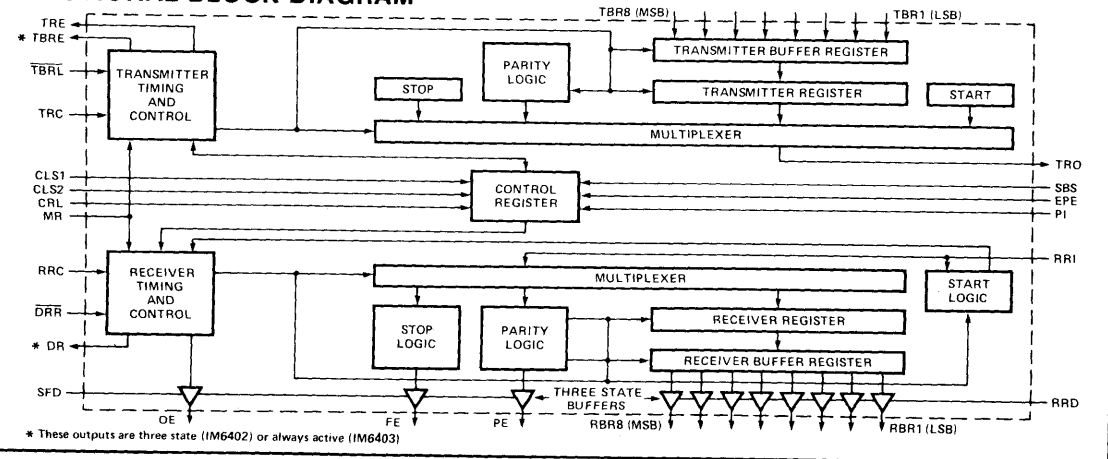 FUNCTIONAL BLOCK DIAGRAM
TBR8 (MSB)
TBR1 (LSB)
TRE
* TBRE
TBRL
TRC
TRANSMITTER
TIMING
AND
CONTROL
PARITY
LOGIC
STOP
TRANSMITTER BUFFER REGISTER
TRANSMITTER REGISTER
START
MULTIPLEXER
TRO
CLS1
CLS2
CRL
MR
CONTROL
REGISTER
SBS
EPE
PI
RRC
DRR
* DR
RECEIVER
TIMING
AND
CONTROL
MULTIPLEXER
RRI
START
LOGIC
STOP
LOGIC
PARITY
LOGIC
RECEIVER REGISTER
RECEIVER BUFFER REGISTER
SFD
THREE STATE
BUFFERS
RRD
OE
FE
PE
RBR8 (MSB)
RBR1 (LSB)
* These outputs are three state (IM6402) or always active (IM6403)